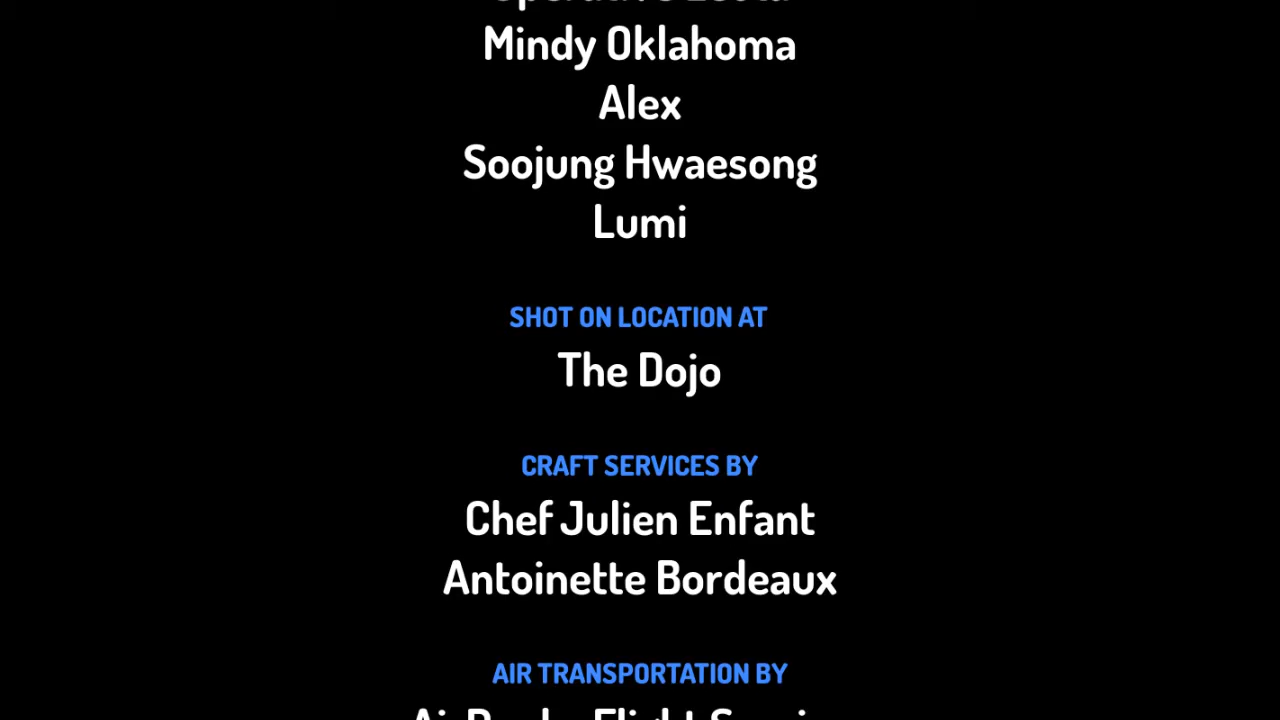 Mindy Oklahoma
Alex
Soojung Hwaesong
Lumi
SHOT ON LOCATION AT
The Dojo
CRAFT SERVICES BY
Chef Julien Enfant
Antoinette Bordeaux
AIR TRANSPORTATION BY
Flight